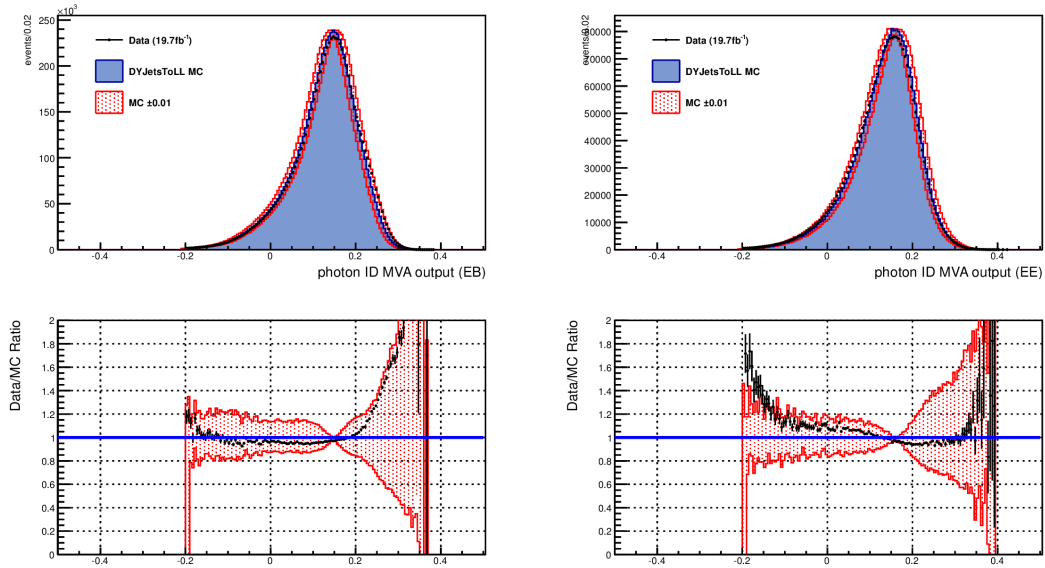 ×10³
events/0.02
250
200
150
100
50
0
Data (19.7fb⁻¹)
DYJetsToLL MC
MC ±0.01
-0.4 -0.2 0 0.2 0.4
photon ID MVA output (EB)
events/0.02
80000
70000
60000
50000
40000
30000
20000
10000
0
Data (19.7fb⁻¹)
DYJetsToLL MC
MC ±0.01
-0.4 -0.2 0 0.2 0.4
photon ID MVA output (EE)
Data/MC Ratio
2
1.8
1.6
1.4
1.2
1
0.8
0.6
0.4
0.2
0
-0.4 -0.2 0 0.2 0.4
Data/MC Ratio
2
1.8
1.6
1.4
1.2
1
0.8
0.6
0.4
0.2
0
-0.4 -0.2 0 0.2 0.4